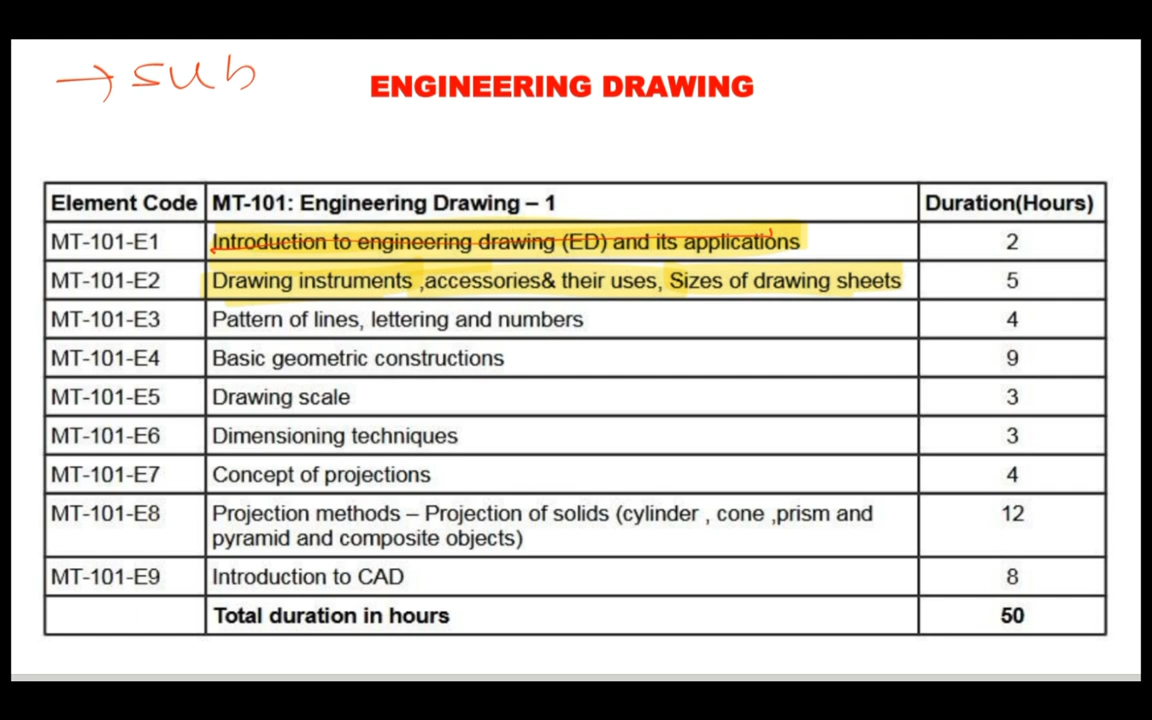 → sub
ENGINEERING DRAWING
Element Code MT-101: Engineering Drawing – 1 Duration(Hours)
MT-101-E1 Introduction to engineering drawing (ED) and its applications 2
MT-101-E2 Drawing instruments ,accessories& their uses, Sizes of drawing sheets 5
MT-101-E3 Pattern of lines, lettering and numbers 4
MT-101-E4 Basic geometric constructions 9
MT-101-E5 Drawing scale 3
MT-101-E6 Dimensioning techniques 3
MT-101-E7 Concept of projections 4
MT-101-E8 Projection methods – Projection of solids (cylinder , cone ,prism and 12
pyramid and composite objects)
MT-101-E9 Introduction to CAD 8
Total duration in hours 50